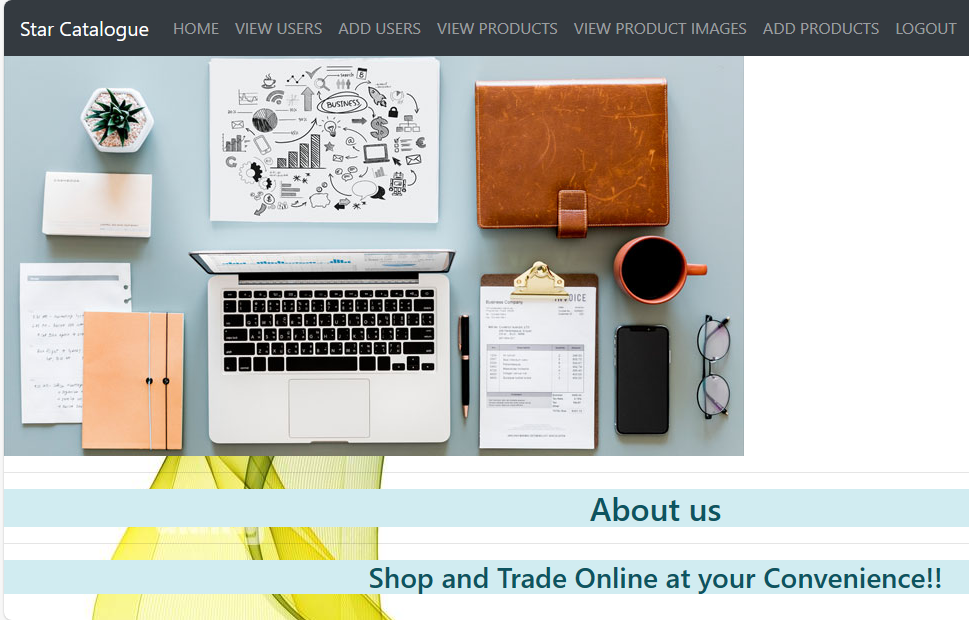 Star Catalogue HOME VIEW USERS ADD USERS VIEW PRODUCTS VIEW PRODUCT IMAGES ADD PRODUCTS LOGOUT
search
BUSINESS
INVOICE
Business Company
About us
Shop and Trade Online at your Convenience!!